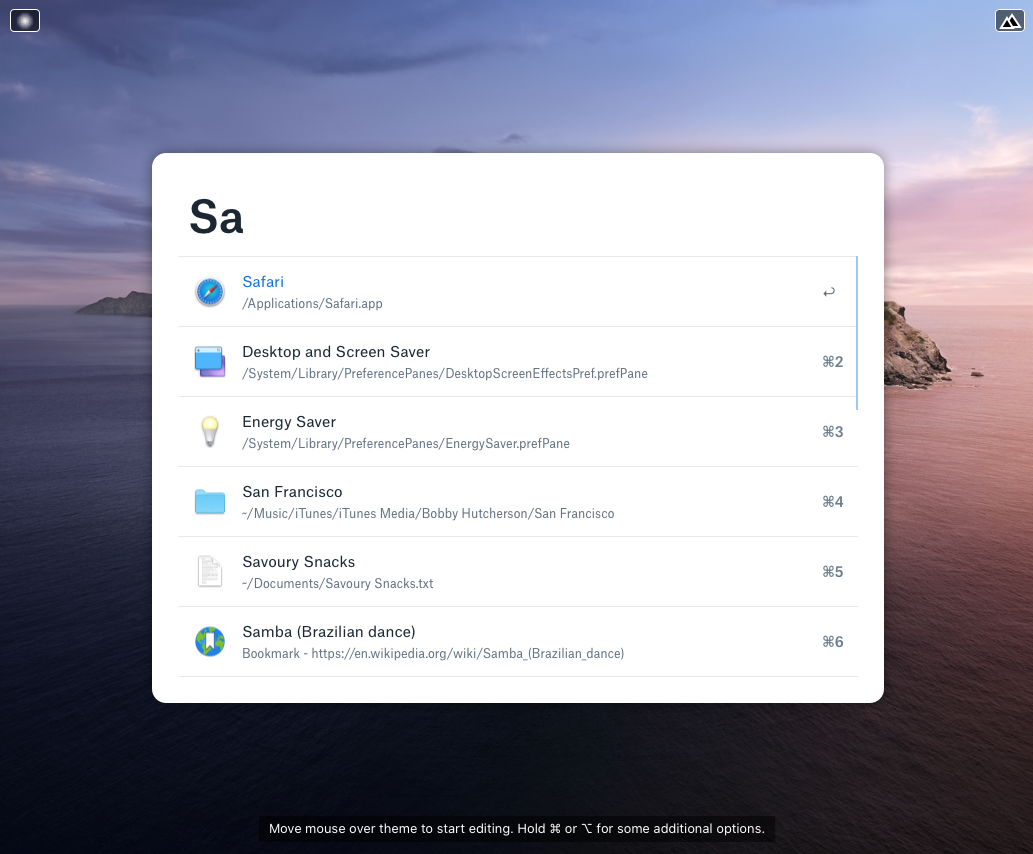 Sa
Safari
/Applications/Safari.app
↩
Desktop and Screen Saver
/System/Library/PreferencePanes/DesktopScreenEffectsPref.prefPane
⌘2
Energy Saver
/System/Library/PreferencePanes/EnergySaver.prefPane
⌘3
San Francisco
~/Music/iTunes/iTunes Media/Bobby Hutcherson/San Francisco
⌘4
Savoury Snacks
~/Documents/Savoury Snacks.txt
⌘5
Samba (Brazilian dance)
Bookmark - https://en.wikipedia.org/wiki/Samba_(Brazilian_dance)
⌘6
Move mouse over theme to start editing. Hold ⌘ or ⌥ for some additional options.